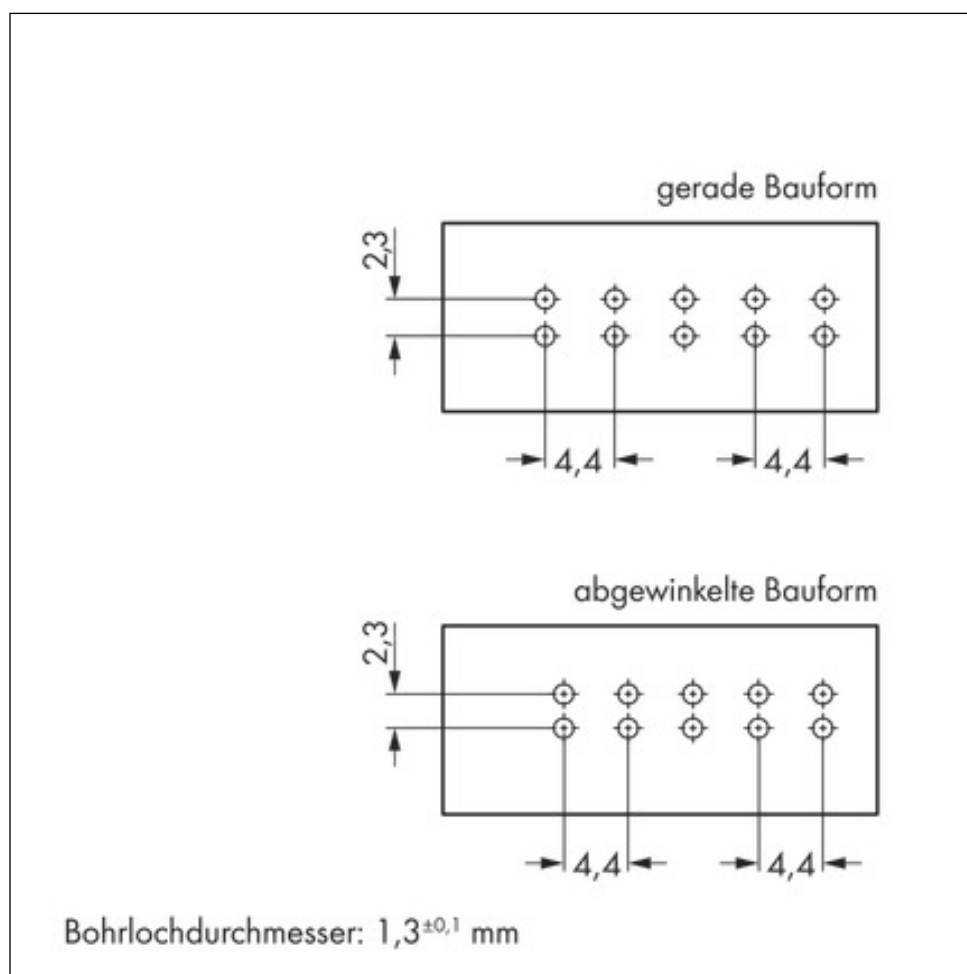 gerade Bauform
2,3
4,4 4,4
abgewinkelte Bauform
2,3
4,4 4,4
Bohrlochdurchmesser: 1,3±0,1 mm